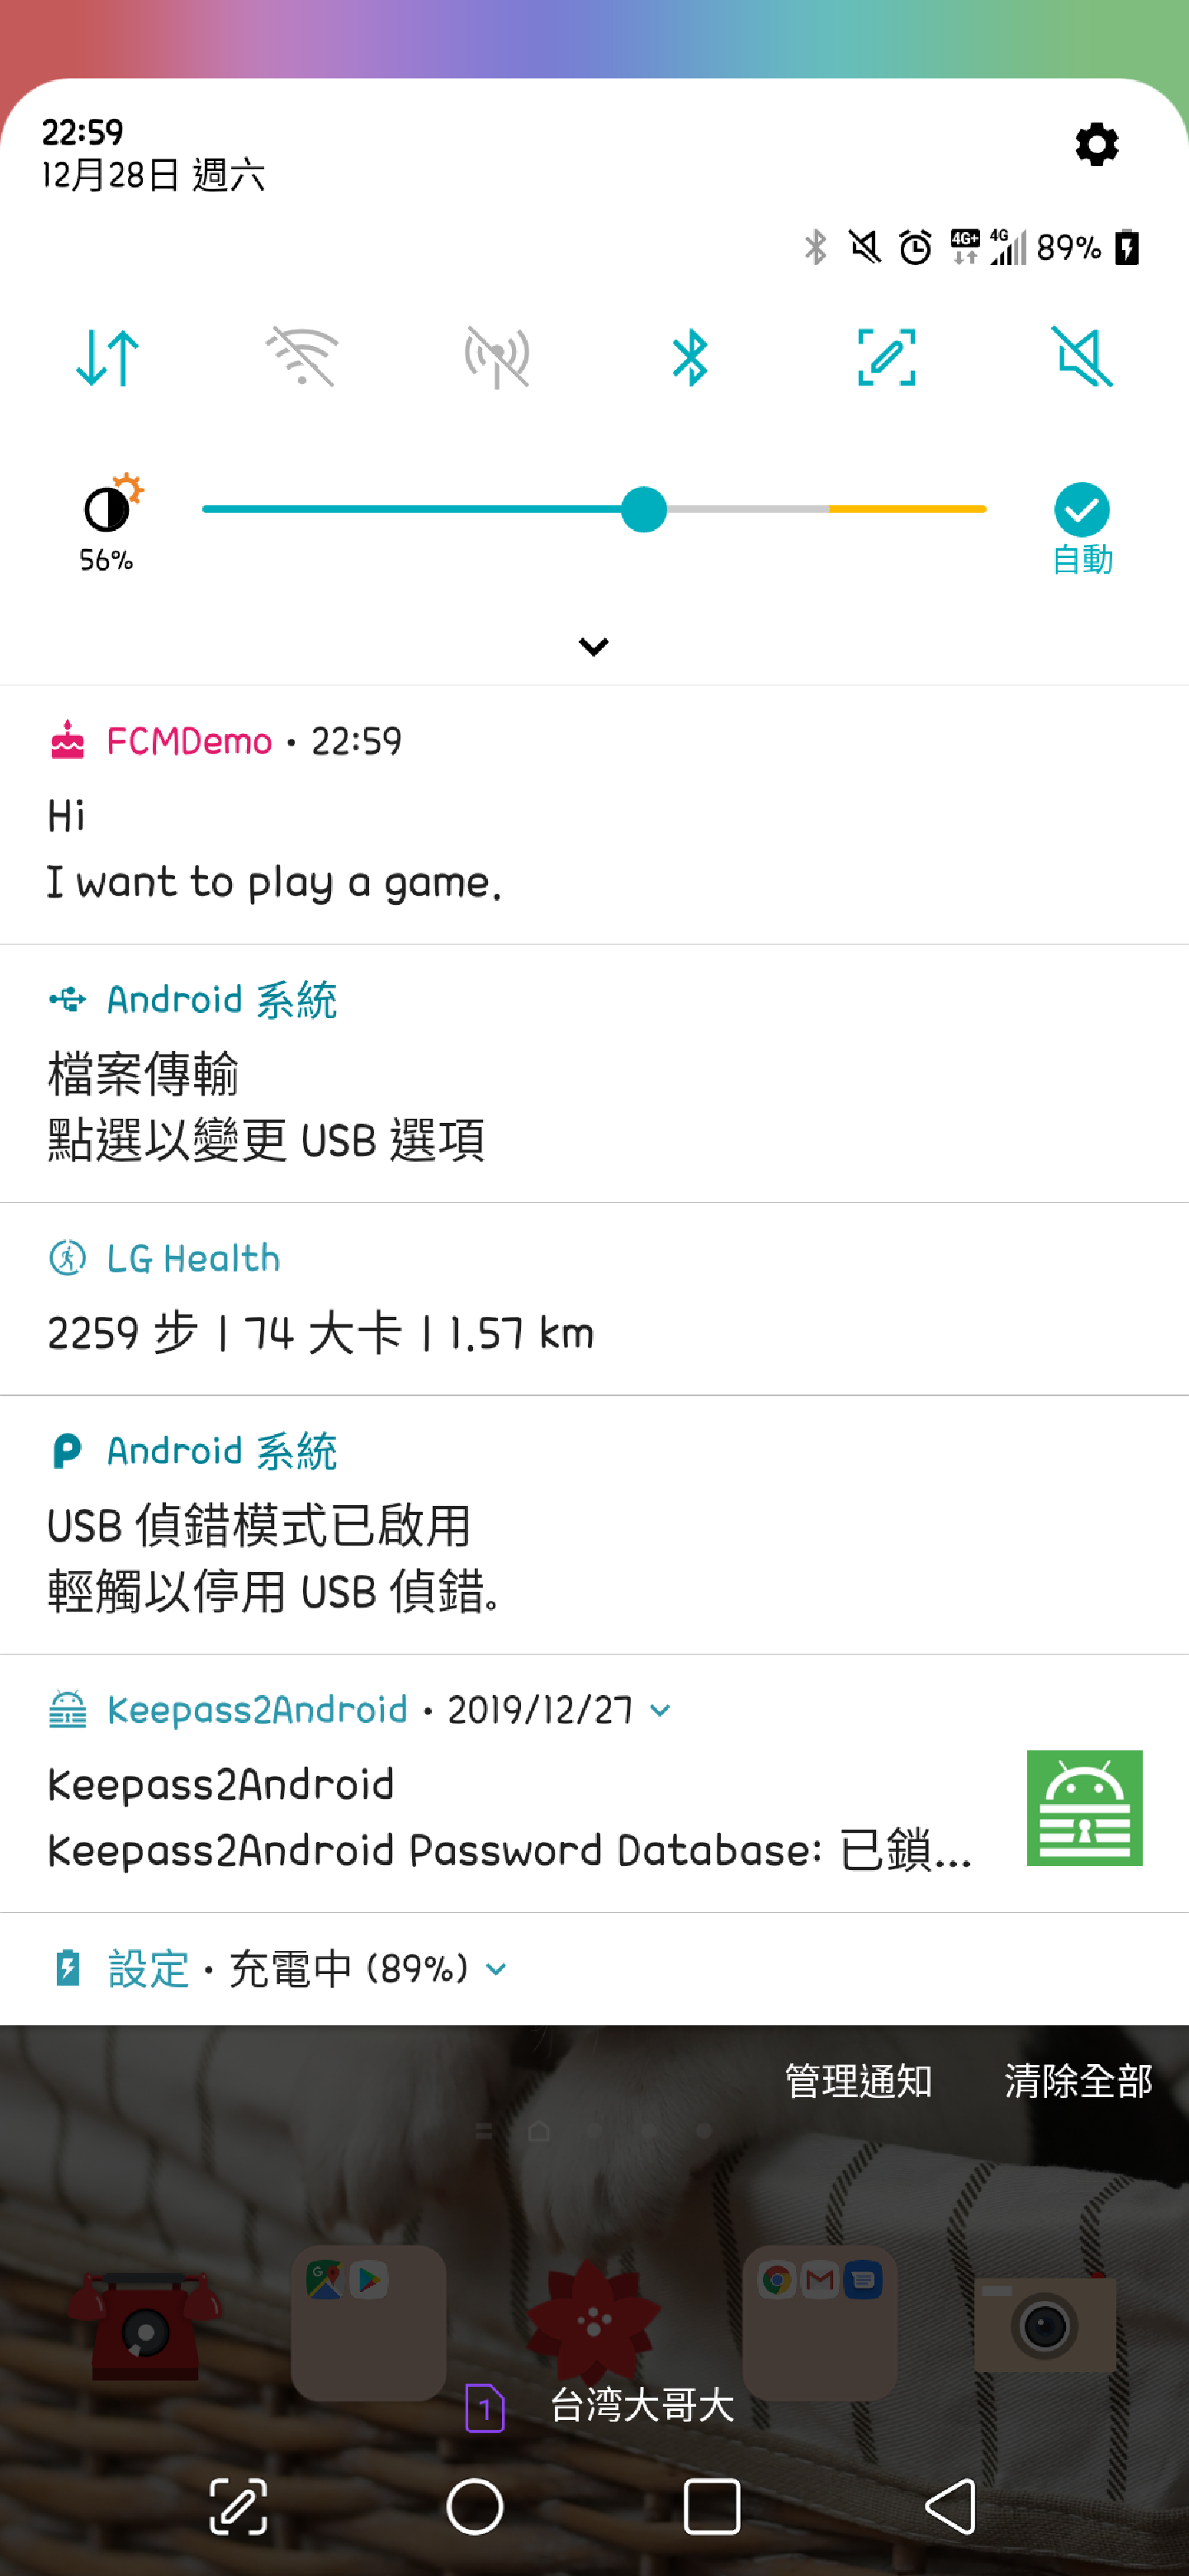 22:59
12月28日 週六
4G+ 4G 89%
56%
自動
FCMDemo • 22:59
Hi
I want to play a game.
Android 系統
檔案傳輸
點選以變更 USB 選項
LG Health
2259 步 | 74 大卡 | 1.57 km
Android 系統
USB 偵錯模式已啟用
輕觸以停用 USB 偵錯。
Keepass2Android • 2019/12/27
Keepass2Android
Keepass2Android Password Database: 已鎖...
設定 • 充電中 (89%)
管理通知 清除全部
1 台湾大哥大